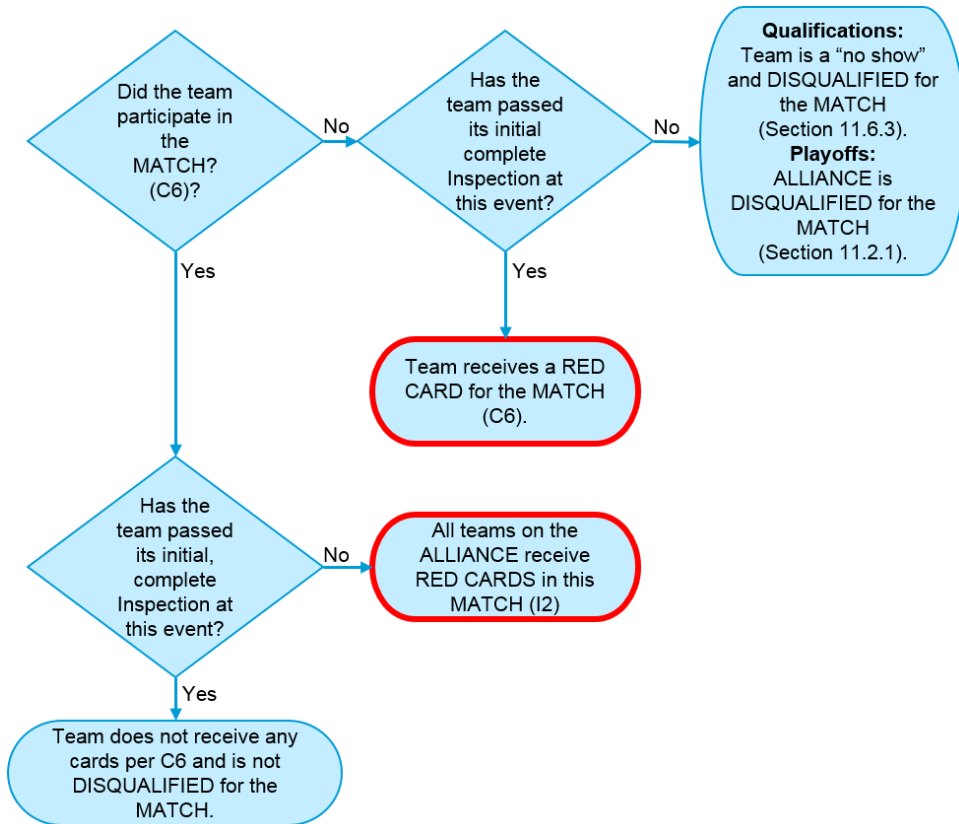 Did the team
participate in
the
MATCH?
(C6)?
No
Has the
team passed
its initial
complete
Inspection at
this event?
No
Qualifications:
Team is a “no show”
and DISQUALIFIED for
the MATCH
(Section 11.6.3).
Playoffs:
ALLIANCE is
DISQUALIFIED for the
MATCH
(Section 11.2.1).
Yes
Yes
Team receives a RED
CARD for the MATCH
(C6).
Has the
team passed
its initial,
complete
Inspection at
this event?
No
All teams on the
ALLIANCE receive
RED CARDS in this
MATCH (I2)
Yes
Team does not receive any
cards per C6 and is not
DISQUALIFIED for the
MATCH.